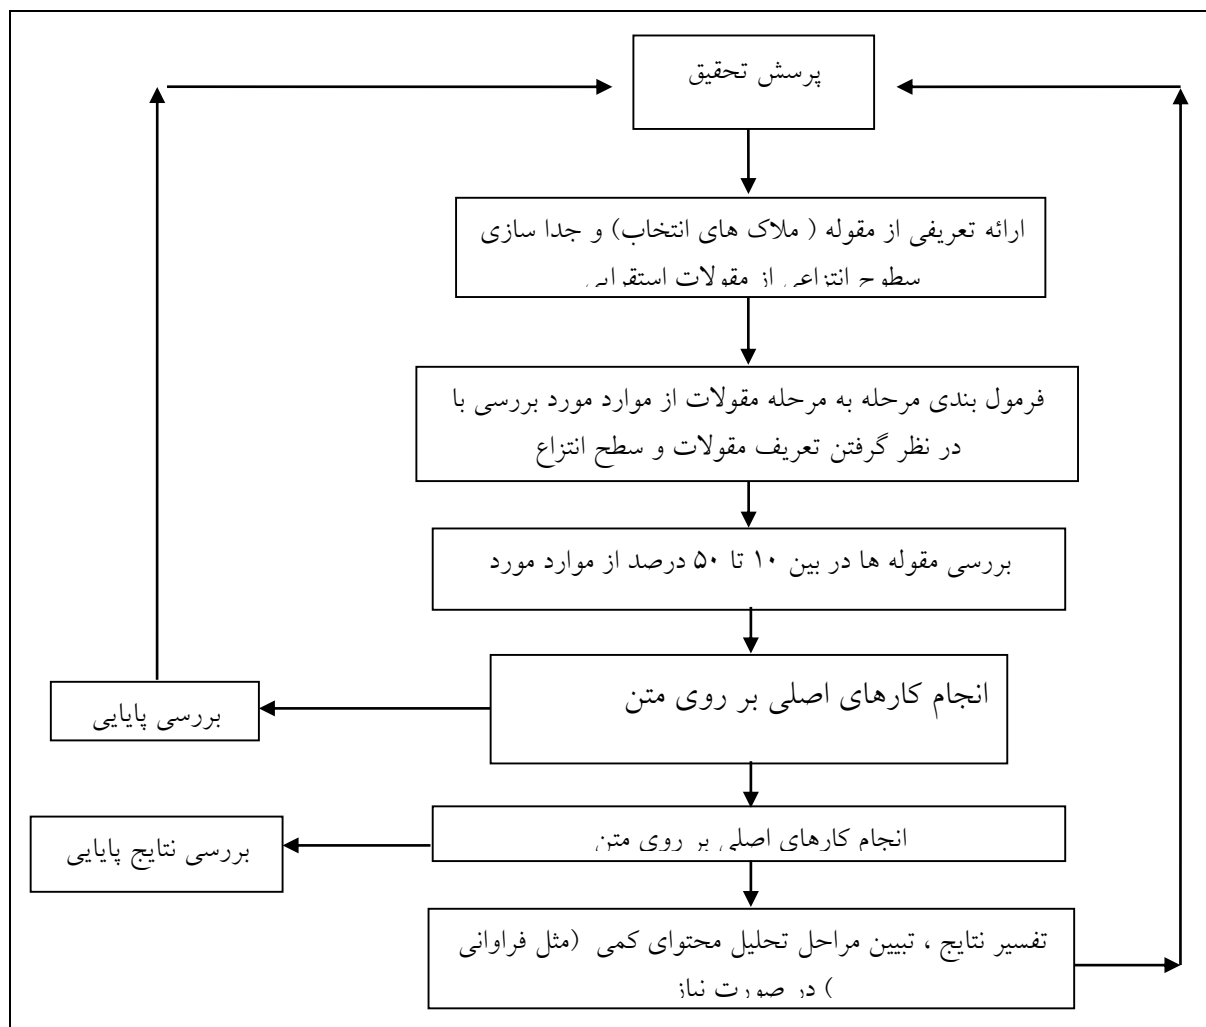 پرسش تحقیق
ارائه تعریفی از مقوله ( ملاک های انتخاب) و جدا سازی
سطوح انتزاعی از مقولات استقرایی
فرمول بندی مرحله به مرحله مقولات از موارد مورد بررسی با
در نظر گرفتن تعریف مقولات و سطح انتزاع
بررسی مقوله ها در بین ۱۰ تا ۵۰ درصد از موارد مورد
انجام کارهای اصلی بر روی متن
بررسی پایایی
انجام کارهای اصلی بر روی متن
بررسی نتایج پایایی
تفسیر نتایج ، تبیین مراحل تحلیل محتوای کمی (مثل فراوانی
) در صورت نیاز